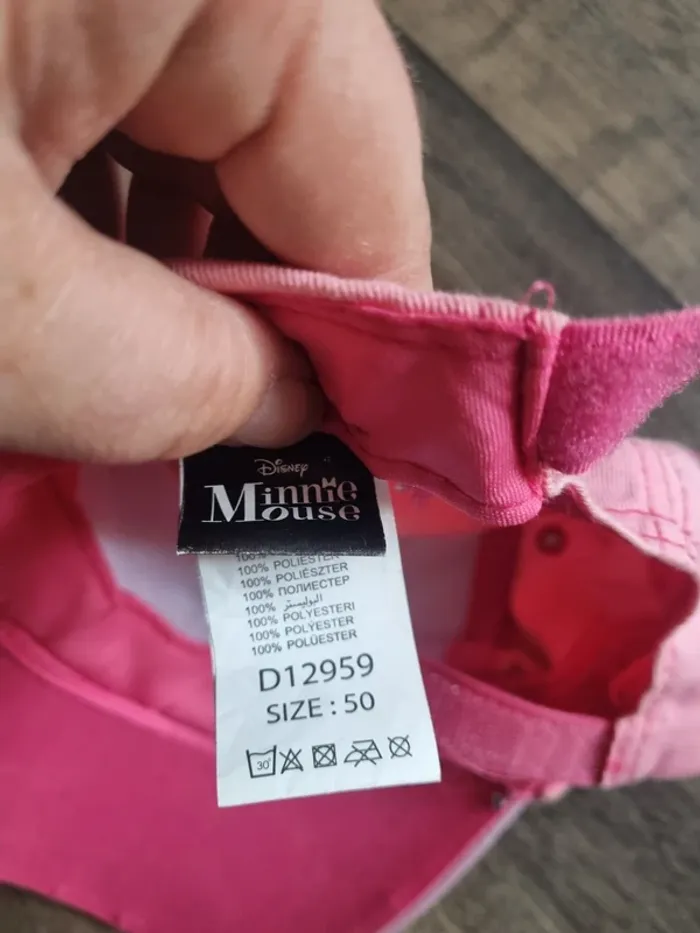 Disney
Minnie
Mouse
100% POLIESTER
100% POLIÉSZTER
100% ПОЛИЕСТЕР
100% البوليستر
100% POLYESTERI
100% POLYESTER
100% POLÜESTER
D12959
SIZE : 50
30°